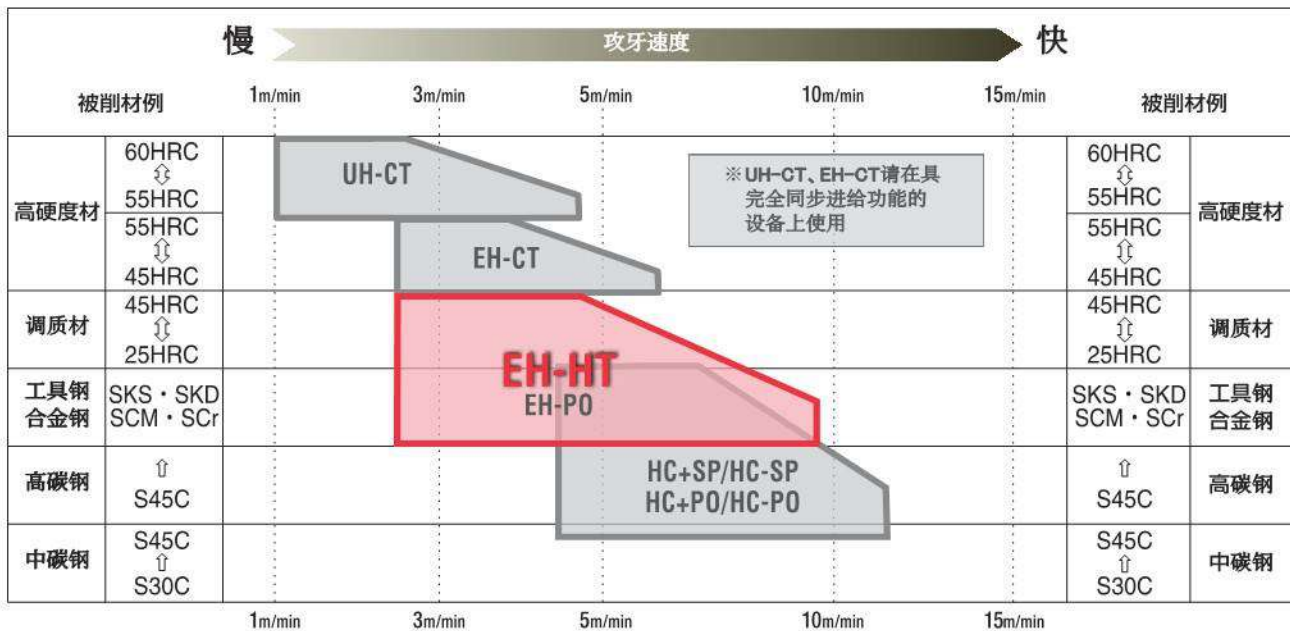 慢 攻牙速度 快
被削材例 1m/min 3m/min 5m/min 10m/min 15m/min 被削材例
高硬度材
60HRC
⇕
55HRC
55HRC
⇕
45HRC
调质材
45HRC
⇕
25HRC
工具钢
合金钢
SKS・SKD
SCM・SCr
高碳钢
⇧
S45C
中碳钢
S45C
⇧
S30C
UH-CT
EH-CT
EH-HT
EH-PO
HC+SP/HC-SP
HC+PO/HC-PO
※UH-CT、EH-CT请在具
完全同步进给功能的
设备上使用
60HRC
⇕
55HRC
55HRC
⇕
45HRC
高硬度材
45HRC
⇕
25HRC
调质材
SKS・SKD
SCM・SCr
工具钢
合金钢
⇧
S45C
高碳钢
S45C
⇧
S30C
中碳钢
1m/min 3m/min 5m/min 10m/min 15m/min